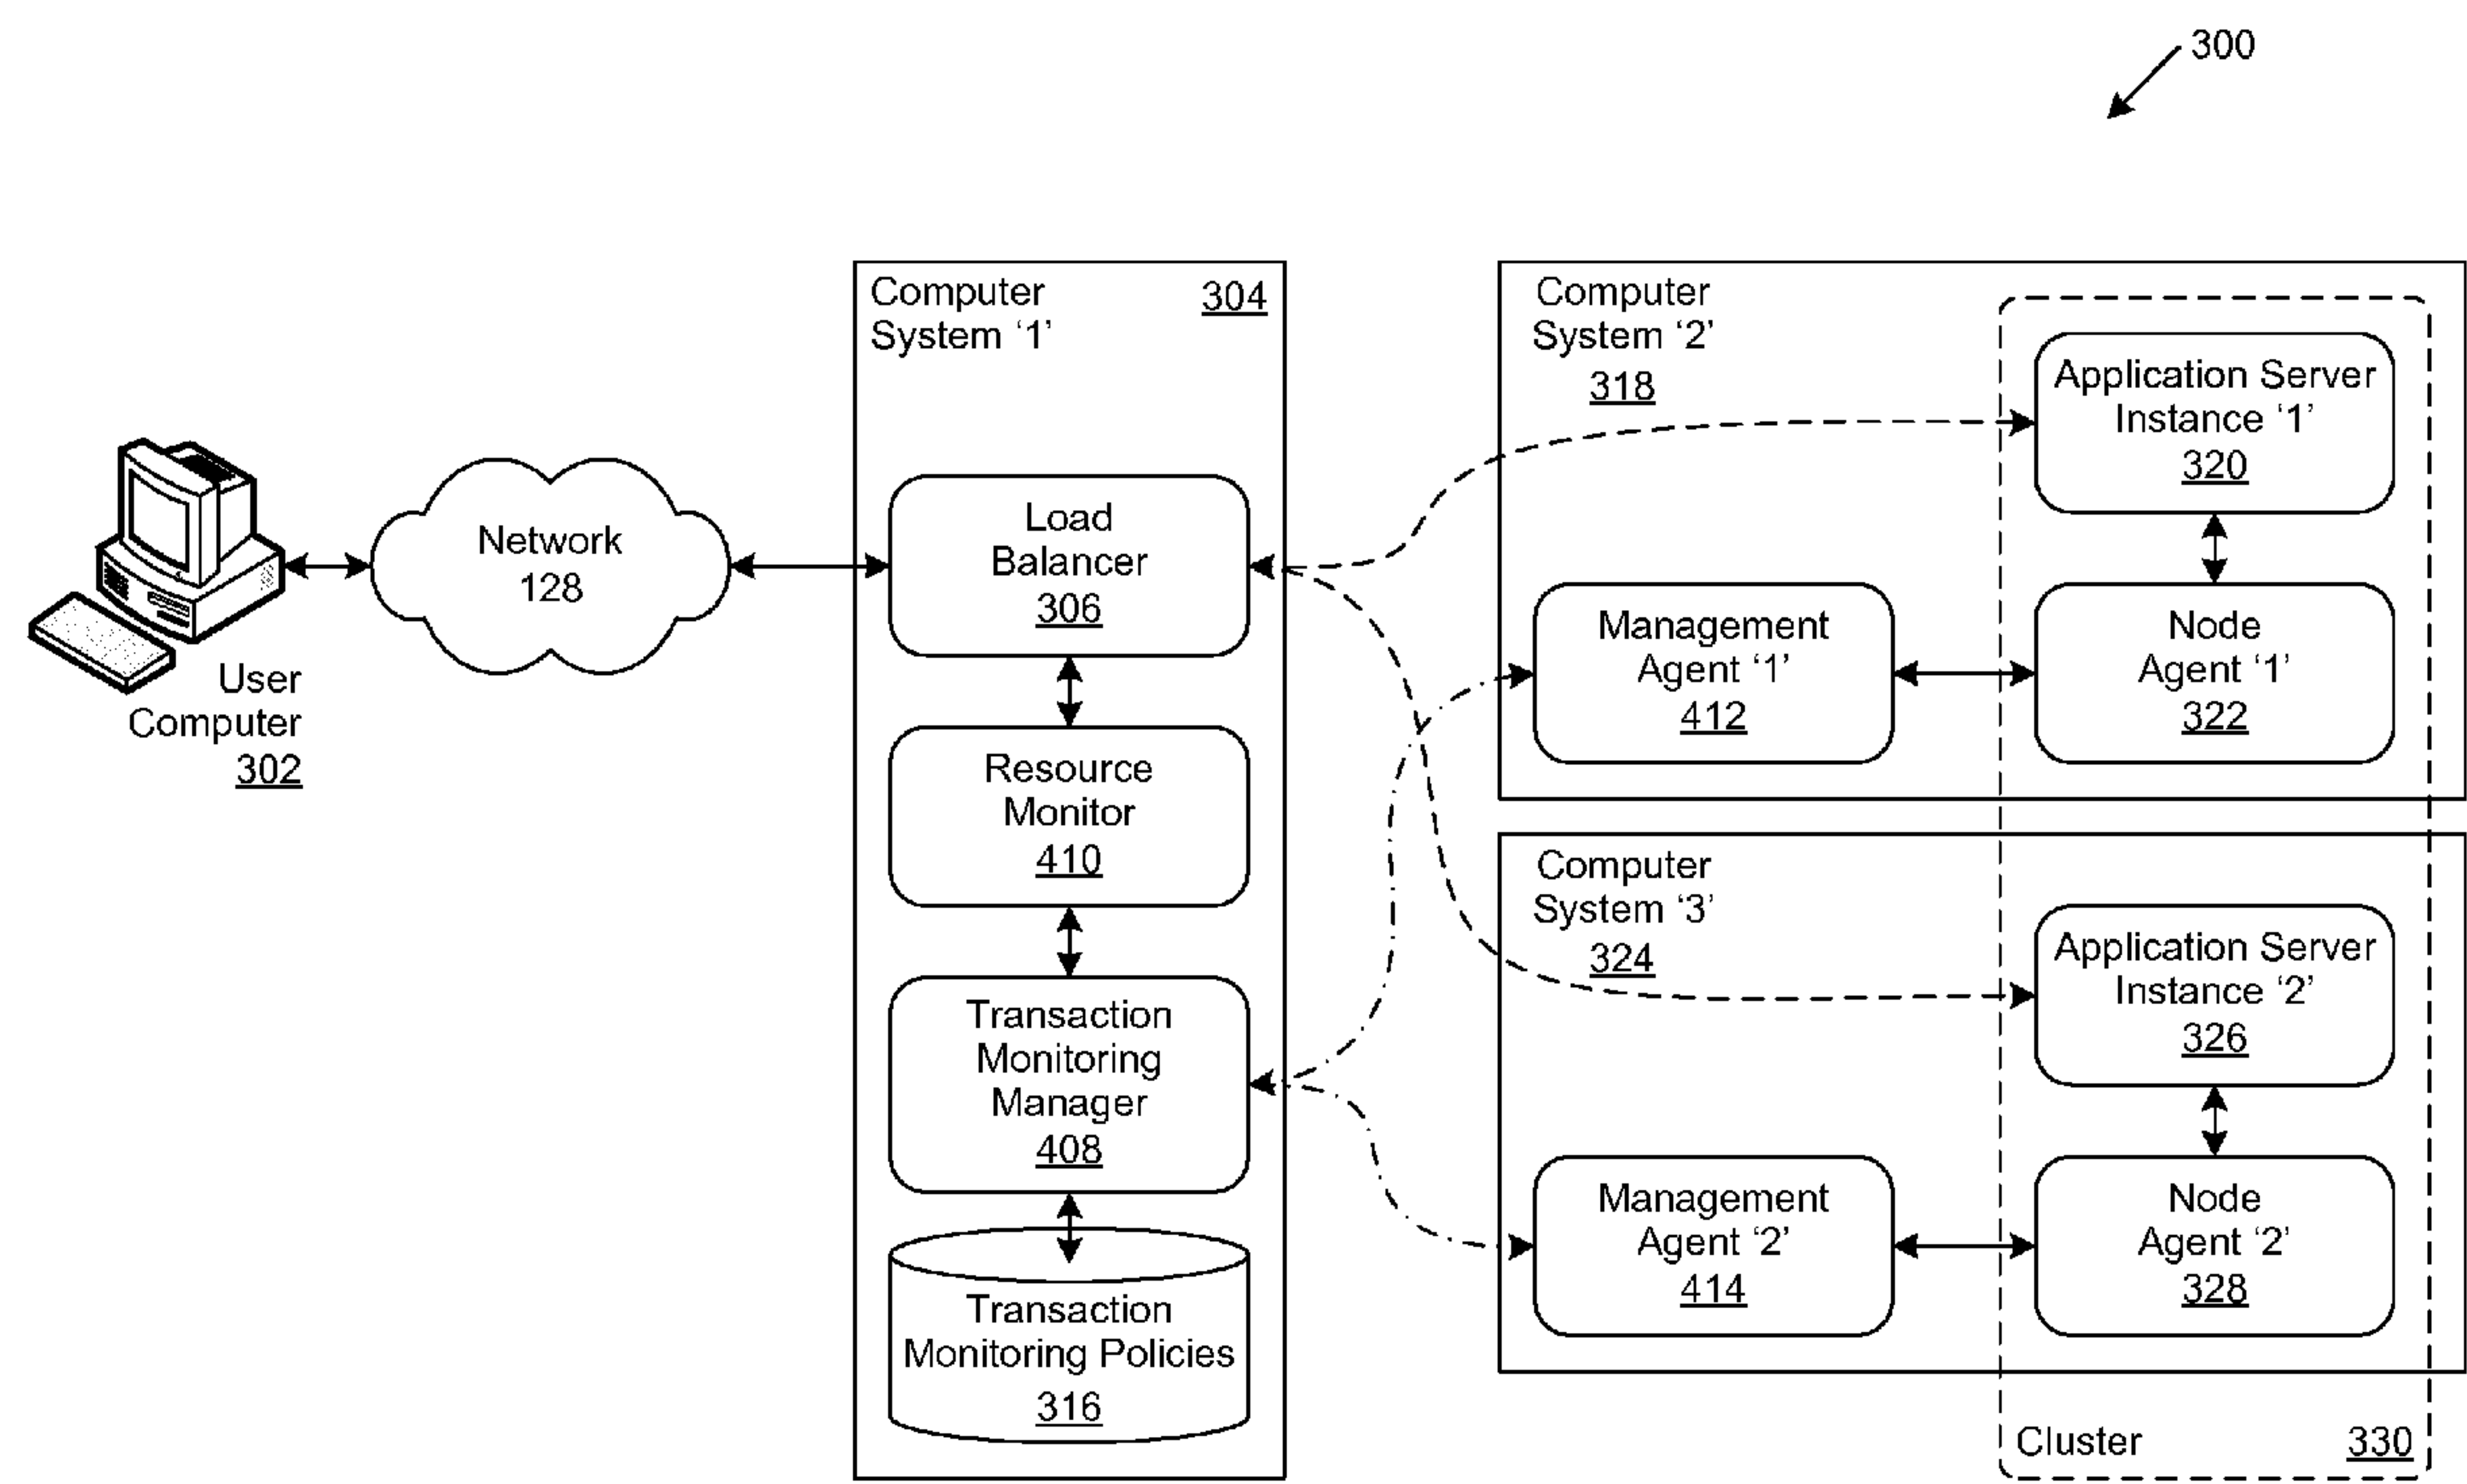 300
User
Computer
302
Network
128
Computer
System ‘1’
304
Load
Balancer
306
Resource
Monitor
410
Transaction
Monitoring
Manager
408
Transaction
Monitoring Policies
316
Computer
System ‘2’
318
Application Server
Instance ‘1’
320
Management
Agent ‘1’
412
Node
Agent ‘1’
322
Computer
System ‘3’
324
Application Server
Instance ‘2’
326
Management
Agent ‘2’
414
Node
Agent ‘2’
328
Cluster 330